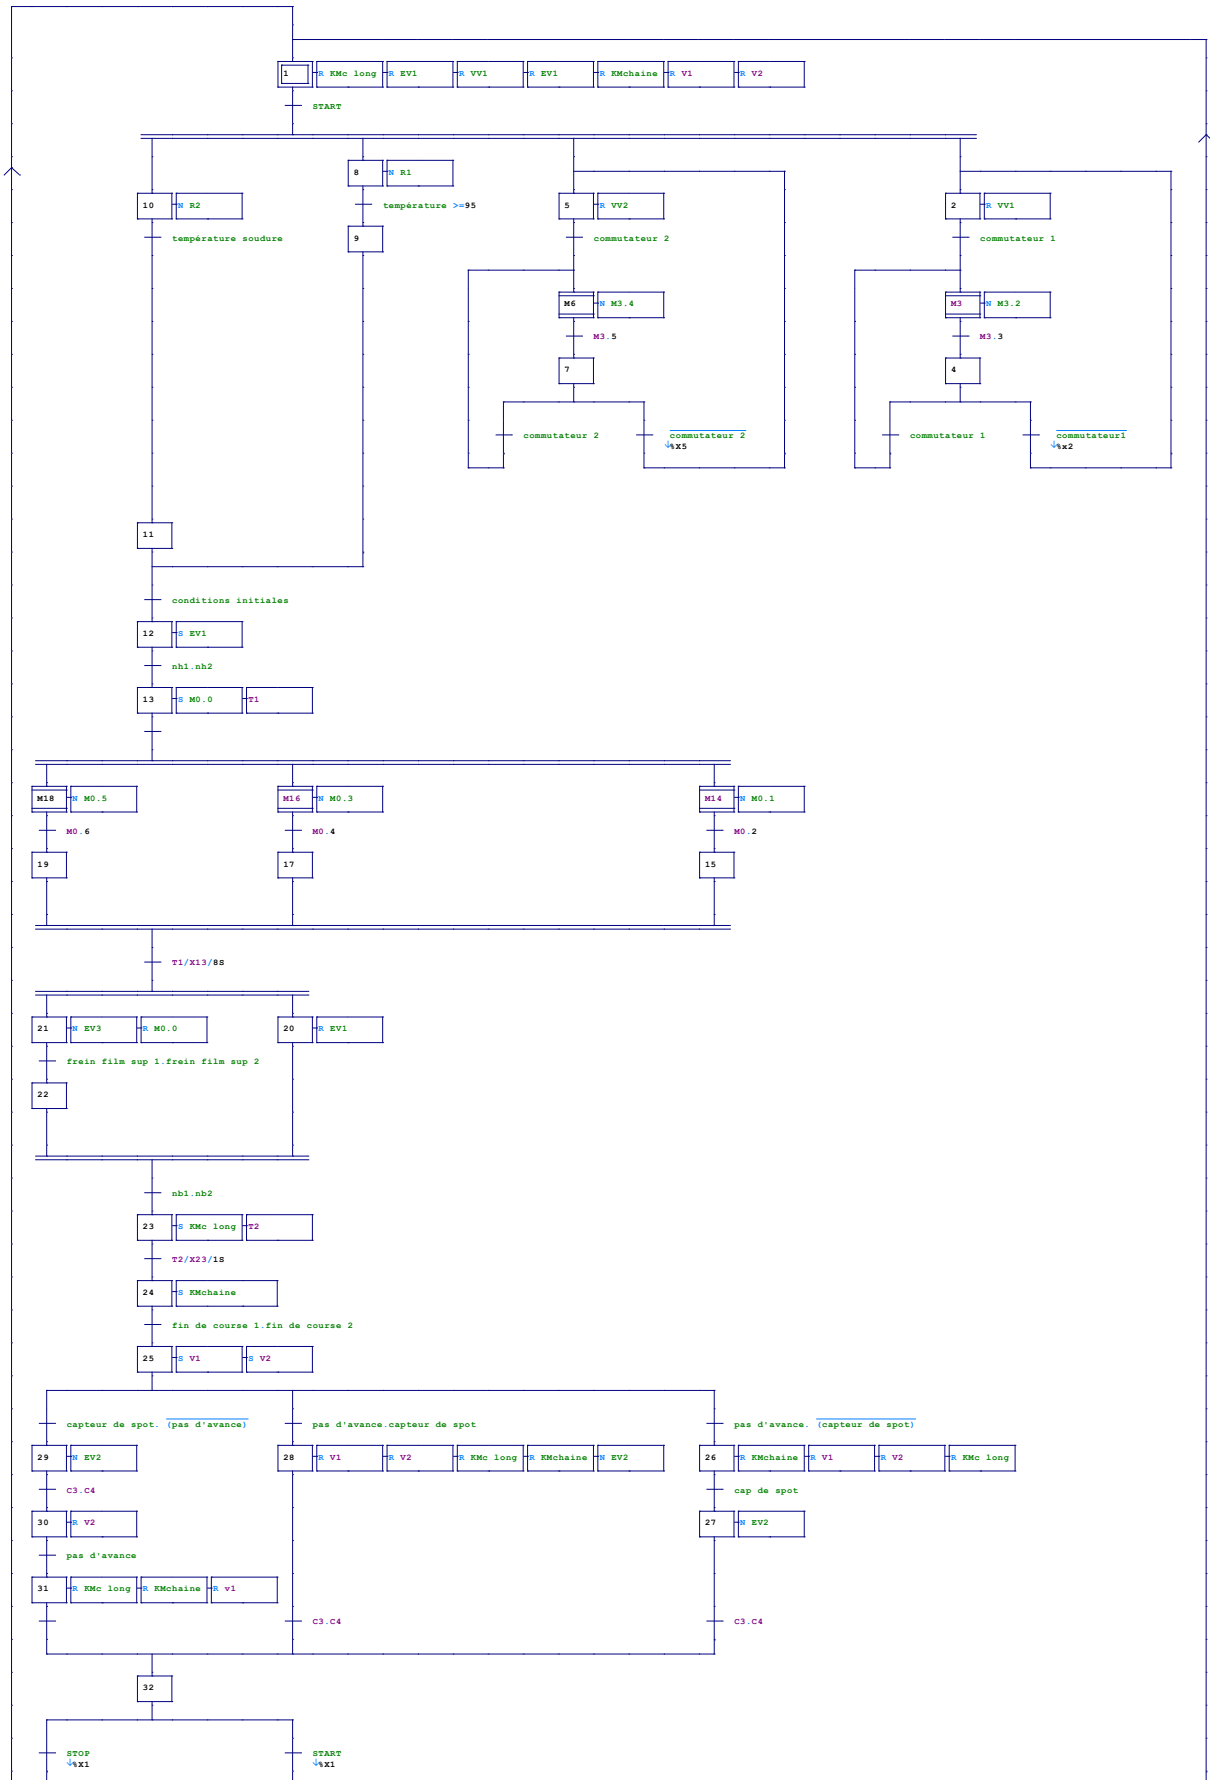 1 R KMc long R EV1 R VV1 R EV1 R KMchaine R V1 R V2
START
8 N R1
10 N R2 température >=95 5 R VV2 2 R VV1
température soudure 9 commutateur 2 commutateur 1
M6 N M3.4 M3 N M3.2
M3.5 M3.3
7 4
commutateur 2 commutateur 2 commutateur 1 commutateur1
↓%X5 ↓%x2
11
conditions initiales
12 S EV1
nh1.nh2
13 S M0.0 T1
M18 N M0.5 M16 N M0.3 M14 N M0.1
M0.6 M0.4 M0.2
19 17 15
T1/X13/8S
21 N EV3 R M0.0 20 R EV1
frein film sup 1.frein film sup 2
22
nb1.nb2
23 S KMc long T2
T2/X23/1S
24 S KMchaine
fin de course 1.fin de course 2
25 S V1 S V2
capteur de spot. (pas d'avance) pas d'avance.capteur de spot pas d'avance. (capteur de spot)
29 N EV2 28 R V1 R V2 R KMc long R KMchaine N EV2 26 R KMchaine R V1 R V2 R KMc long
C3.C4 cap de spot
30 R V2 27 N EV2
pas d'avance
31 R KMc long R KMchaine R v1
C3.C4 C3.C4
32
STOP START
↓%X1 ↓%X1